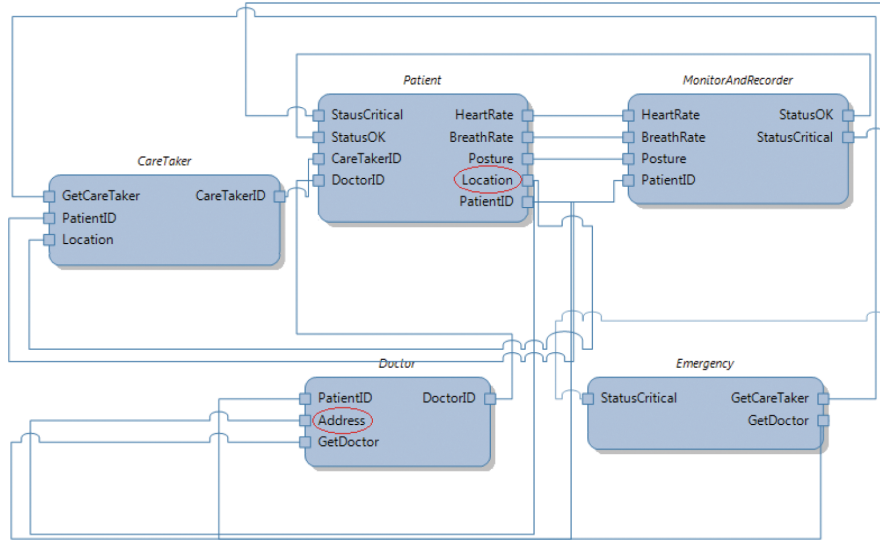 Patient
MonitorAndRecorder
StausCritical HeartRate
StatusOK BreathRate
CareTakerID Posture
DoctorID Location
PatientID
HeartRate StatusOK
BreathRate StatusCritical
Posture
PatientID
CareTaker
GetCareTaker CareTakerID
PatientID
Location
Doctor
PatientID DoctorID
Address
GetDoctor
Emergency
StatusCritical GetCareTaker
GetDoctor